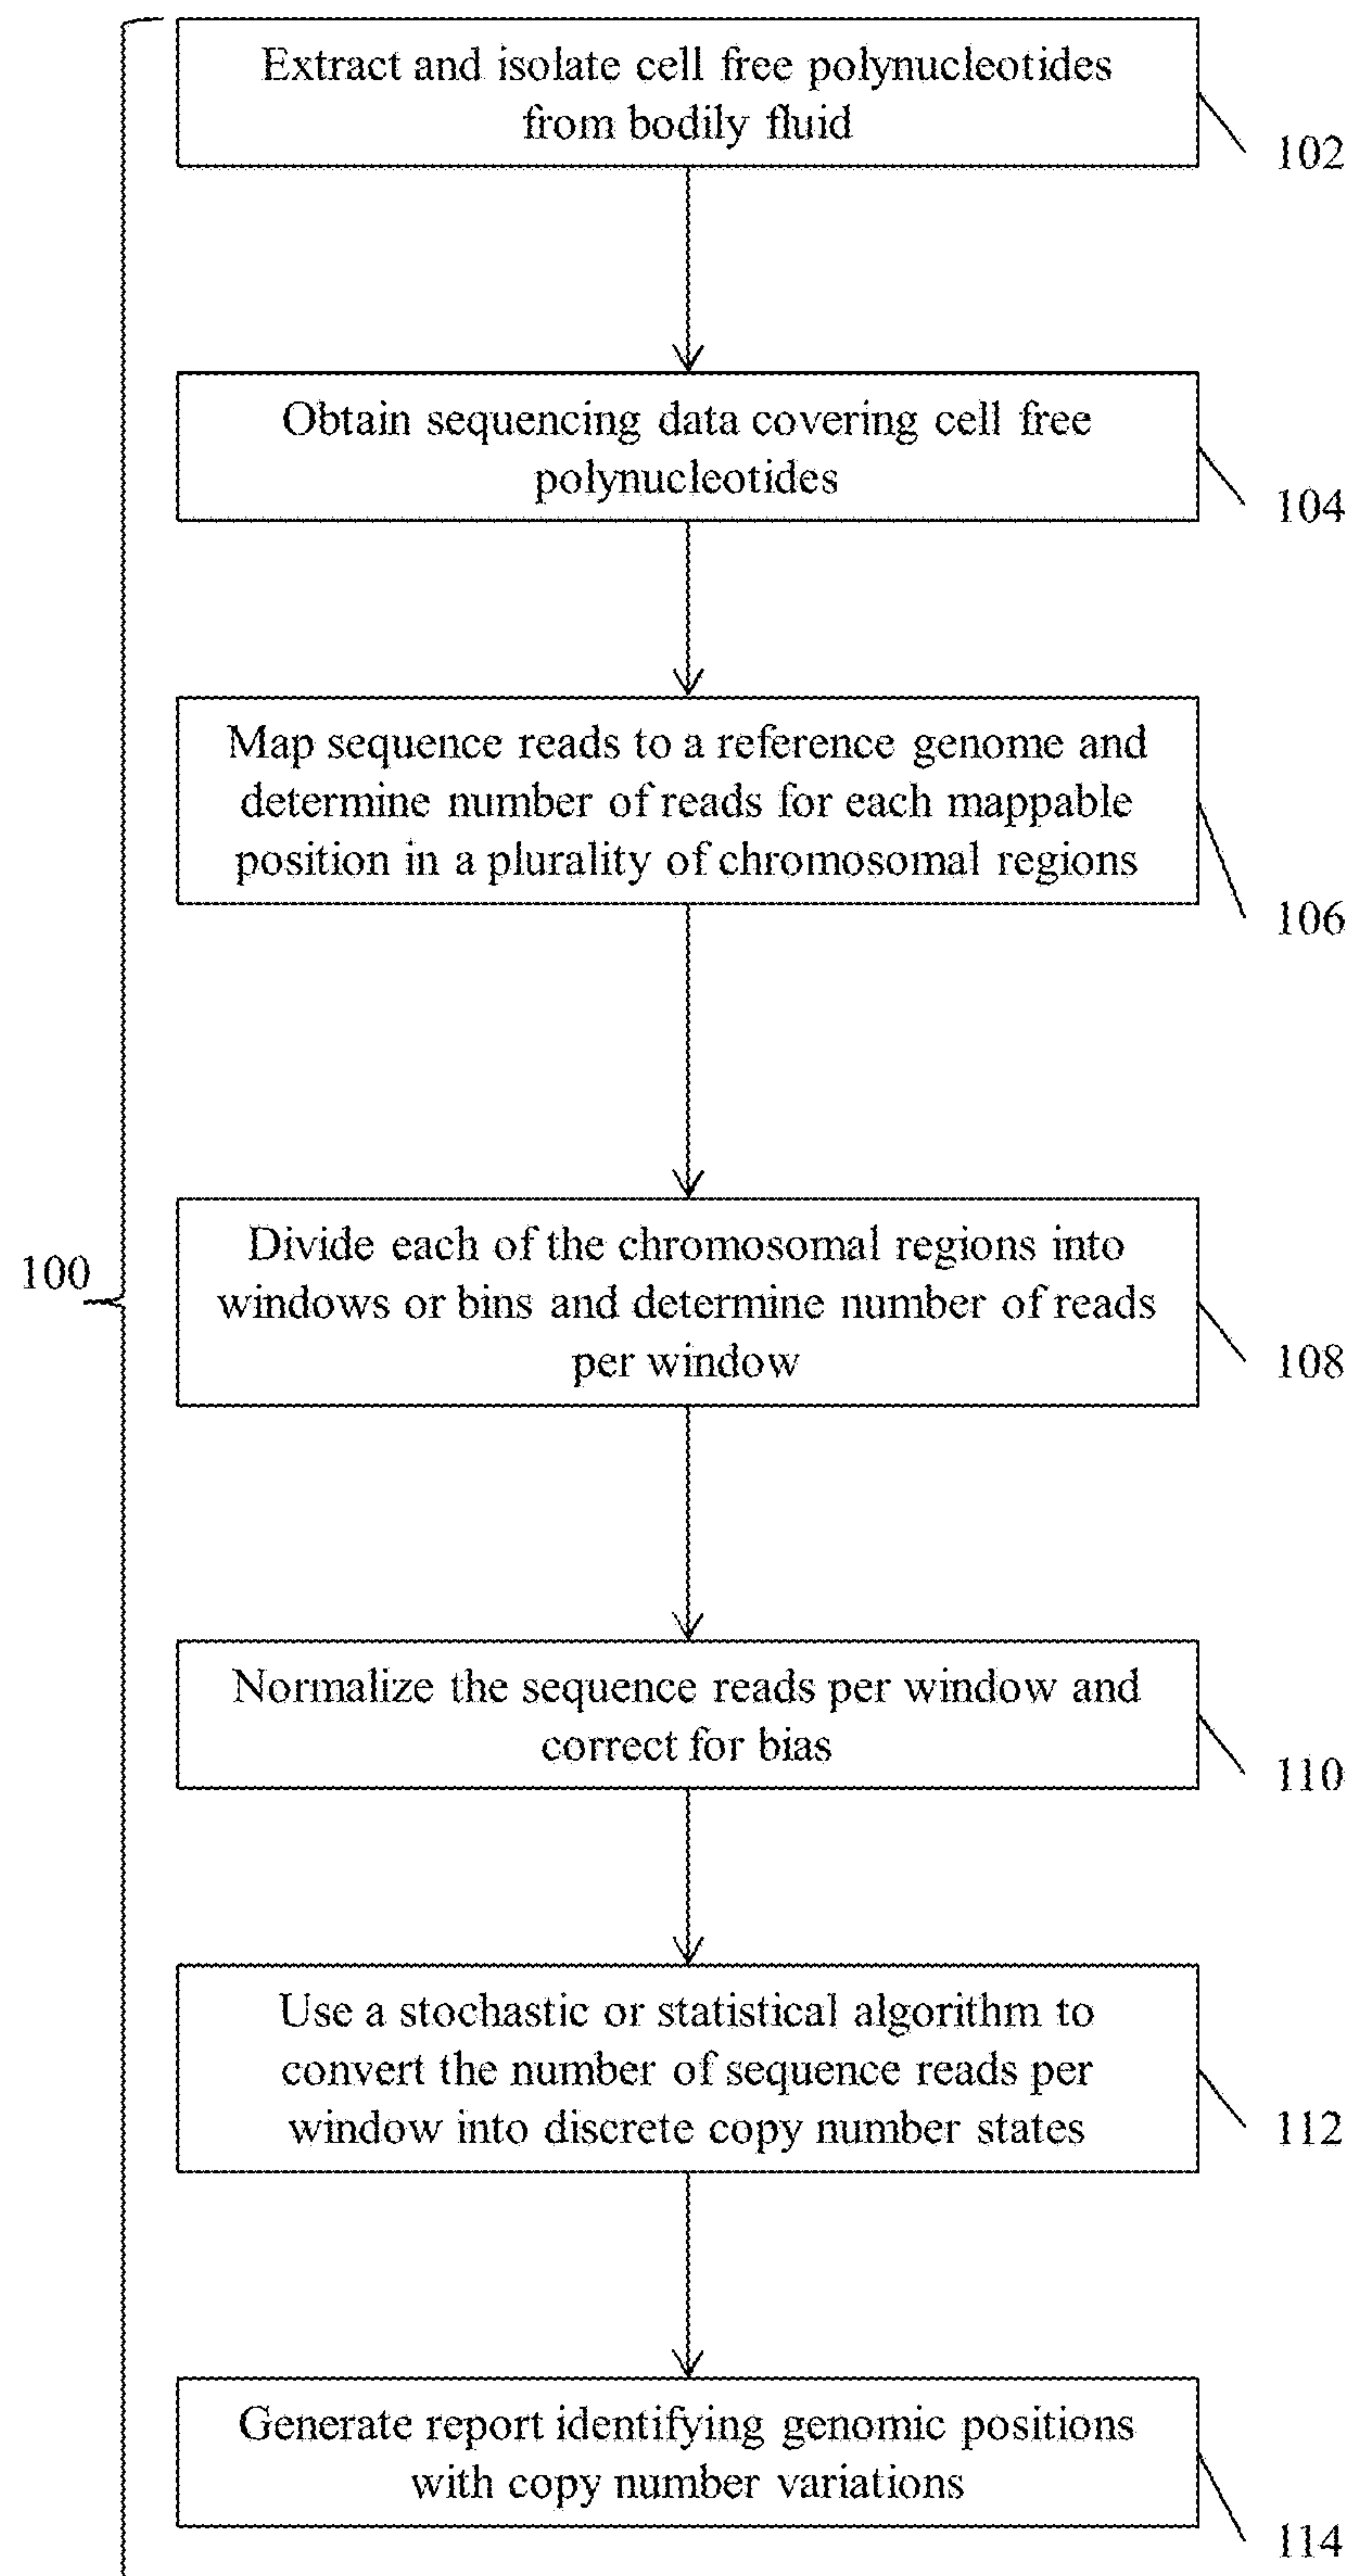 Extract and isolate cell free polynucleotides
from bodily fluid
102
Obtain sequencing data covering cell free
polynucleotides
104
Map sequence reads to a reference genome and
determine number of reads for each mappable
position in a plurality of chromosomal regions
106
100
Divide each of the chromosomal regions into
windows or bins and determine number of reads
per window
108
Normalize the sequence reads per window and
correct for bias
110
Use a stochastic or statistical algorithm to
convert the number of sequence reads per
window into discrete copy number states
112
Generate report identifying genomic positions
with copy number variations
114